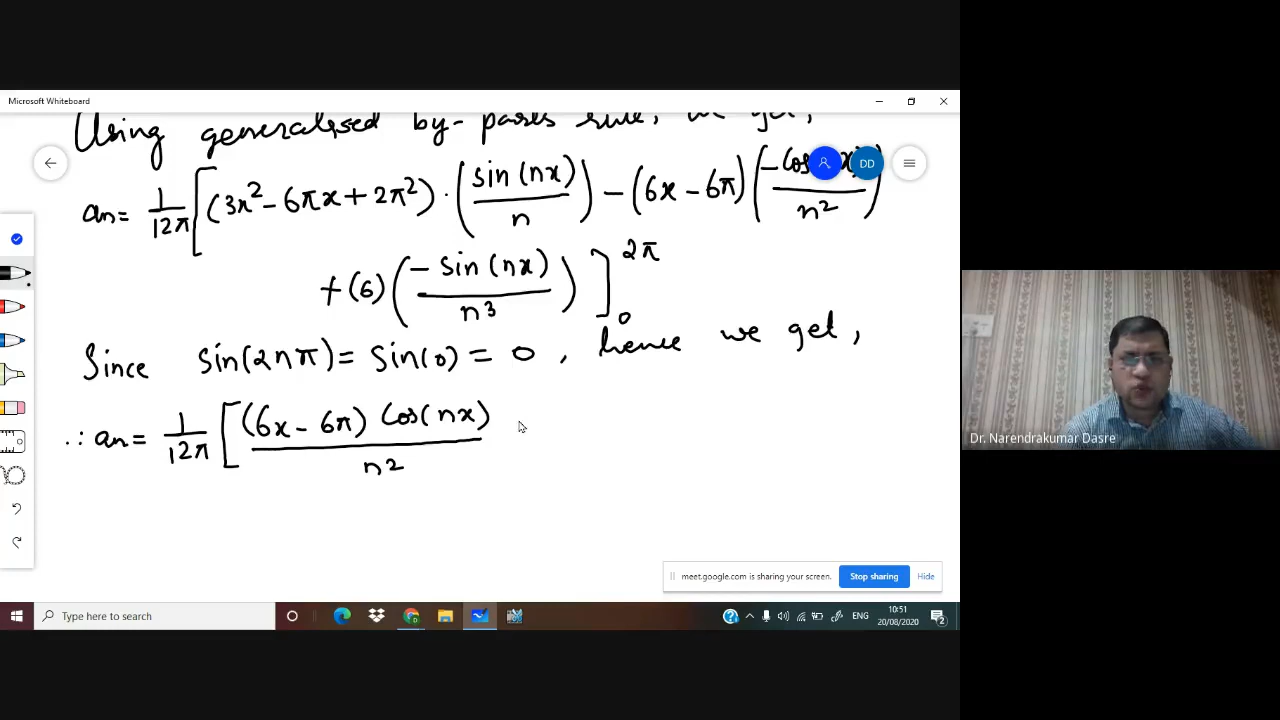 Microsoft Whiteboard
Using generalised by-parts rule, we get,
DD
an = 1/12π [(3x² - 6πx + 2π²) · (sin(nx)/n) - (6x - 6π) (-cos(nx)/n²)
+ (6) (-sin(nx)/n³)]₀^2π
Since sin(2nπ) = sin(0) = 0, hence we get,
∴ an = 1/12π [(6x - 6π) cos(nx)/n²
Dr. Narendrakumar Dasre
meet.google.com is sharing your screen. Stop sharing Hide
Type here to search
ENG
10:51
20/08/2020
2